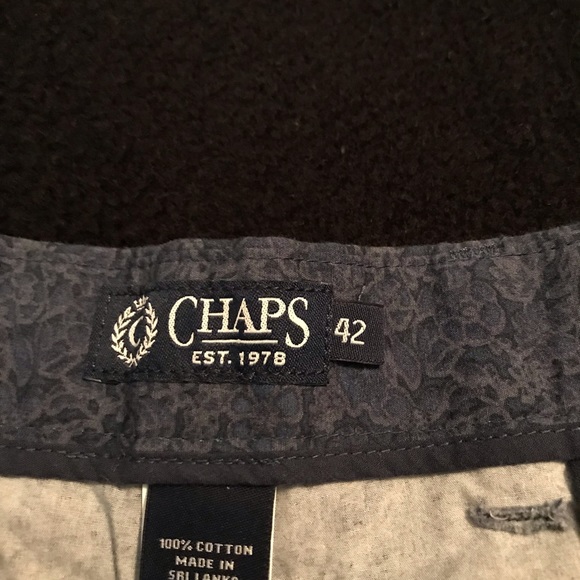 CHAPS
EST. 1978
42
100% COTTON
MADE IN
SRI LANKA